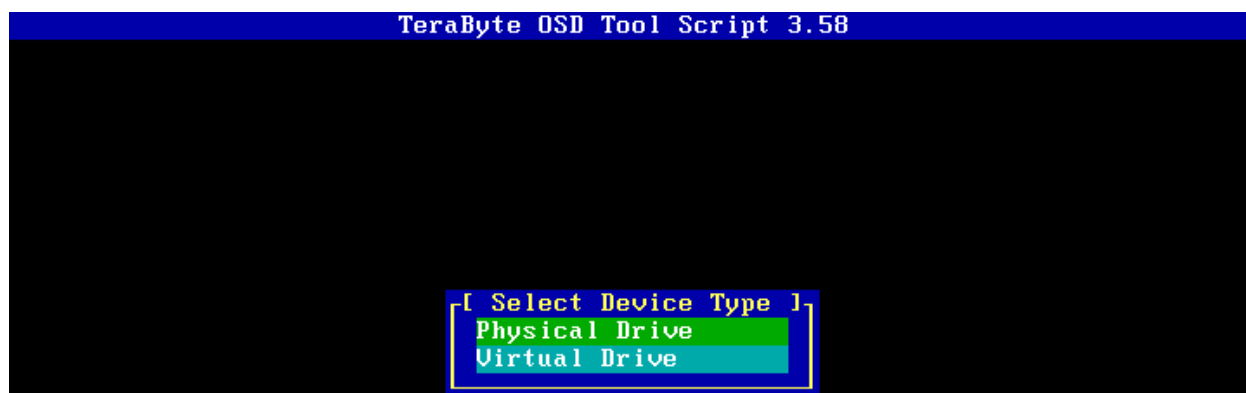 TeraByte OSD Tool Script 3.58
[ Select Device Type ]
Physical Drive
Virtual Drive